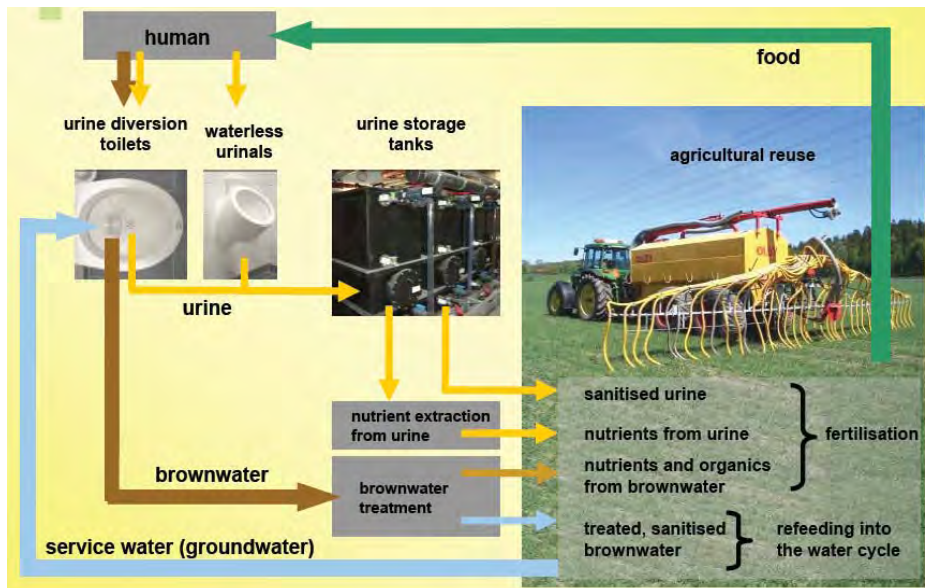 human
food
urine diversion
toilets
waterless
urinals
urine storage
tanks
agricultural reuse
urine
sanitised urine
nutrient extraction
from urine
nutrients from urine
fertilisation
brownwater
nutrients and organics
from brownwater
brownwater
treatment
treated, sanitised
brownwater
refeeding into
the water cycle
service water (groundwater)